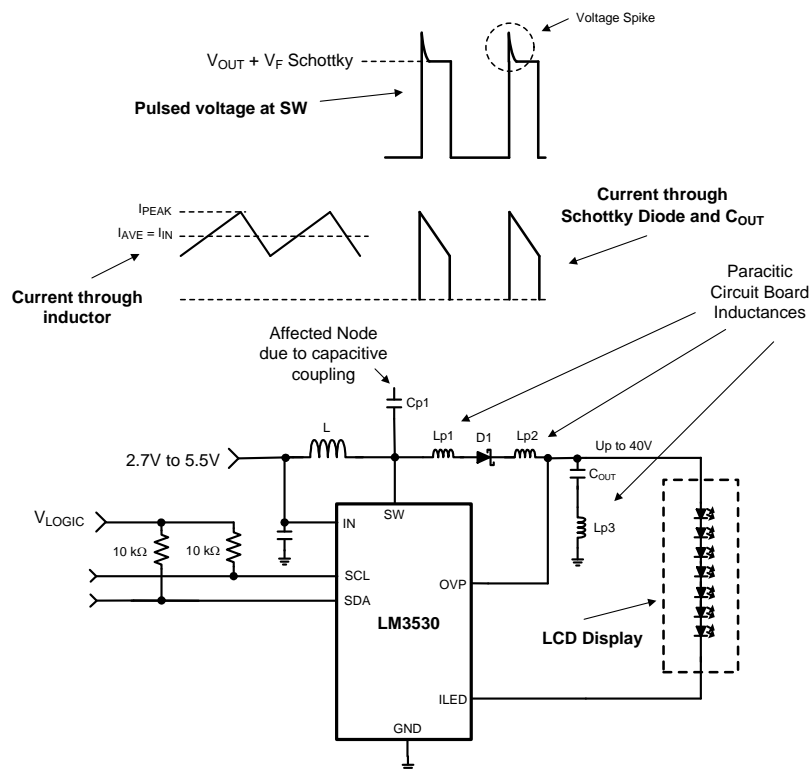 Voltage Spike
VOUT + VF Schottky
Pulsed voltage at SW
IPEAK
IAVE = IIN
Current through
Schottky Diode and COUT
Current through
inductor
Paracitic
Circuit Board
Inductances
Affected Node
due to capacitive
coupling
Cp1
L
Lp1
D1
Lp2
Up to 40V
2.7V to 5.5V
COUT
SW
Lp3
IN
VLOGIC
10 kΩ
10 kΩ
SCL
OVP
SDA
LM3530
LCD Display
ILED
GND